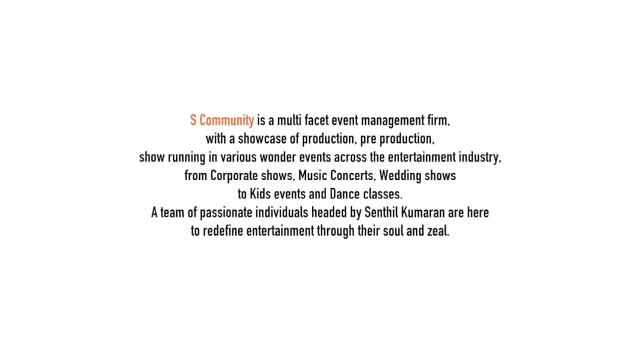 S Community is a multi facet event management firm,
with a showcase of production, pre production,
show running in various wonder events across the entertainment industry,
from Corporate shows, Music Concerts, Wedding shows
to Kids events and Dance classes.
A team of passionate individuals headed by Senthil Kumaran are here
to redefine entertainment through their soul and zeal.